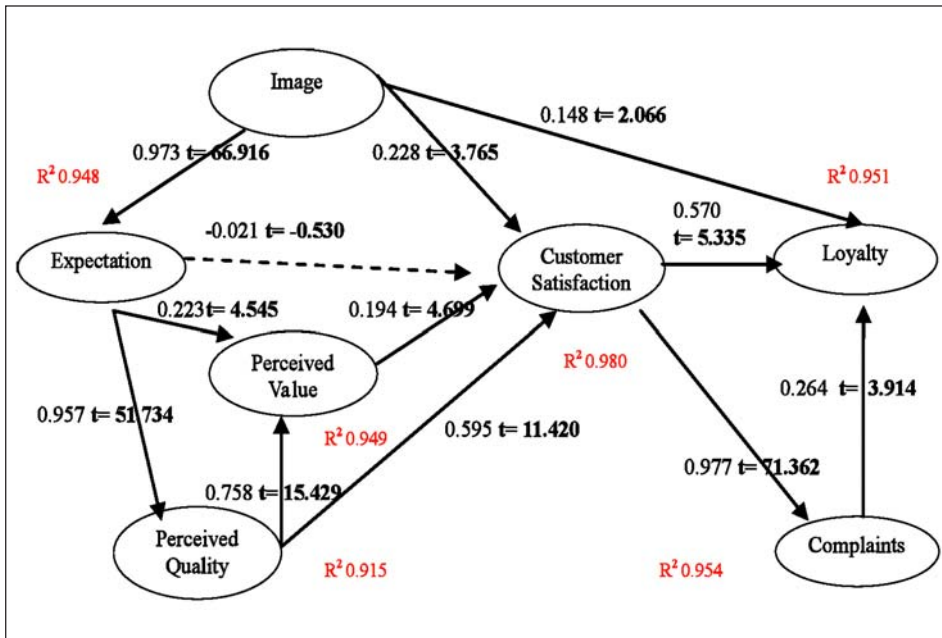 Image
0.148 t= 2.066
0.973 t= 66.916
0.228 t= 3.765
R² 0.948
R² 0.951
0.570
t= 5.335
-0.021 t= -0.530
Expectation
Customer
Satisfaction
Loyalty
0.223 t= 4.545
0.194 t= 4.699
Perceived
Value
R² 0.980
0.264 t= 3.914
0.957 t= 51.734
R² 0.949
0.595 t= 11.420
0.977 t= 71.362
0.758 t= 15.429
Perceived
Quality
Complaints
R² 0.915
R² 0.954